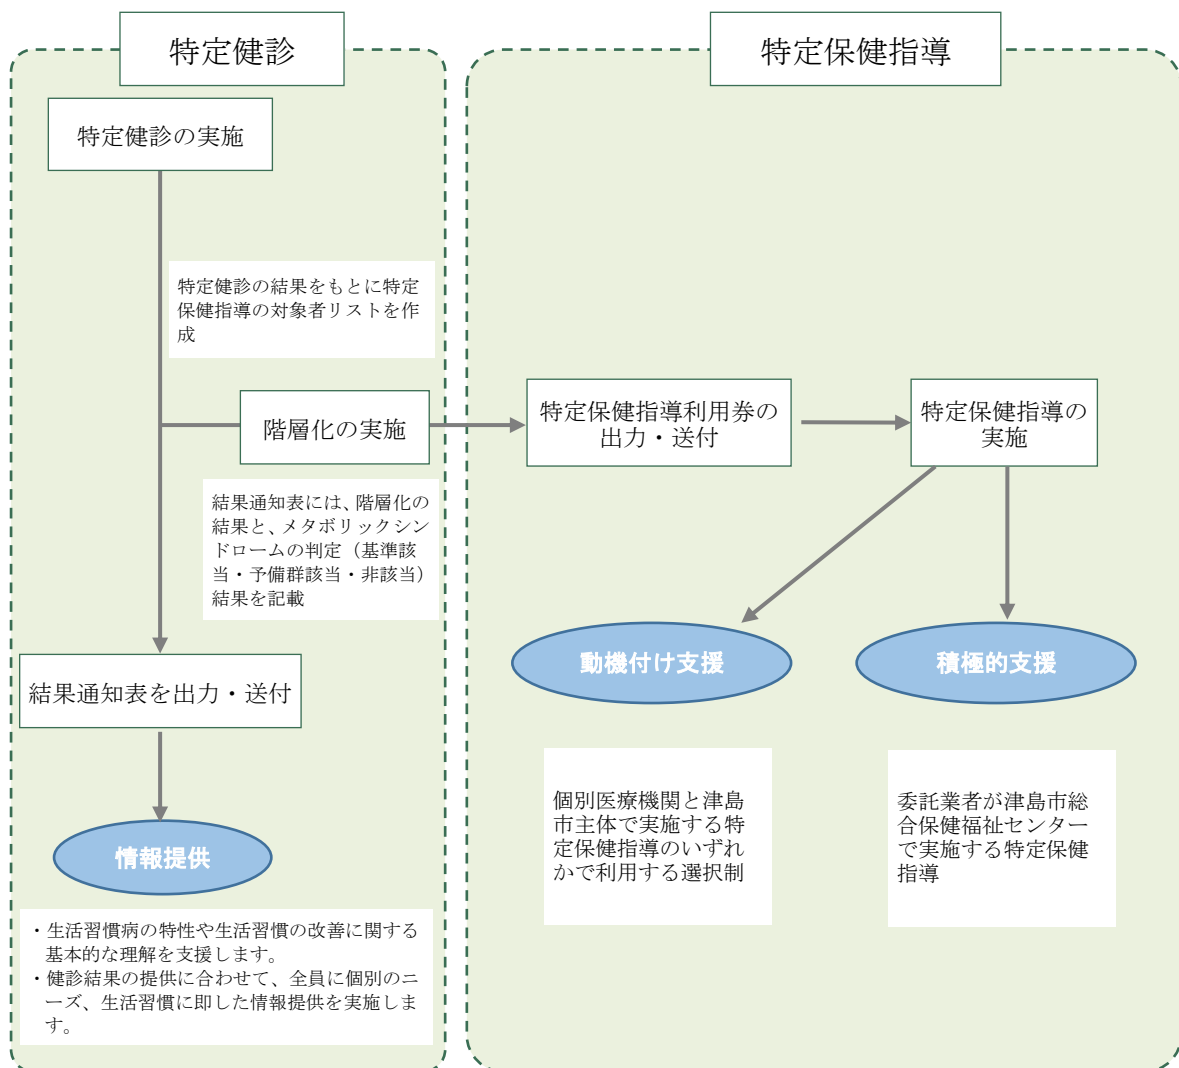 特定健診
特定健診の実施
特定健診の結果をもとに特定
保健指導の対象者リストを作
成
階層化の実施
結果通知表には、階層化の
結果と、メタボリックシン
ドロームの判定（基準該
当・予備群該当・非該当）
結果を記載
結果通知表を出力・送付
情報提供
・生活習慣病の特性や生活習慣の改善に関する
基本的な理解を支援します。
・健診結果の提供に合わせて、全員に個別のニ
ーズ、生活習慣に即した情報提供を実施しま
す。
特定保健指導
特定保健指導利用券の
出力・送付
特定保健指導の
実施
動機付け支援
個別医療機関と津島
市主体で実施する特
定保健指導のいずれ
かで利用する選択制
積極的支援
委託業者が津島市総
合保健福祉センター
で実施する特定保健
指導